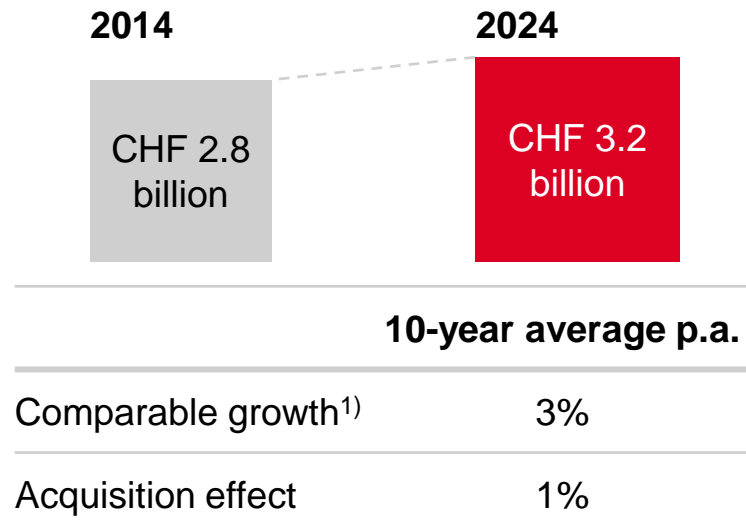 2014 2024
CHF 2.8
billion
CHF 3.2
billion
10-year average p.a.
Comparable growth1) 3%
Acquisition effect 1%